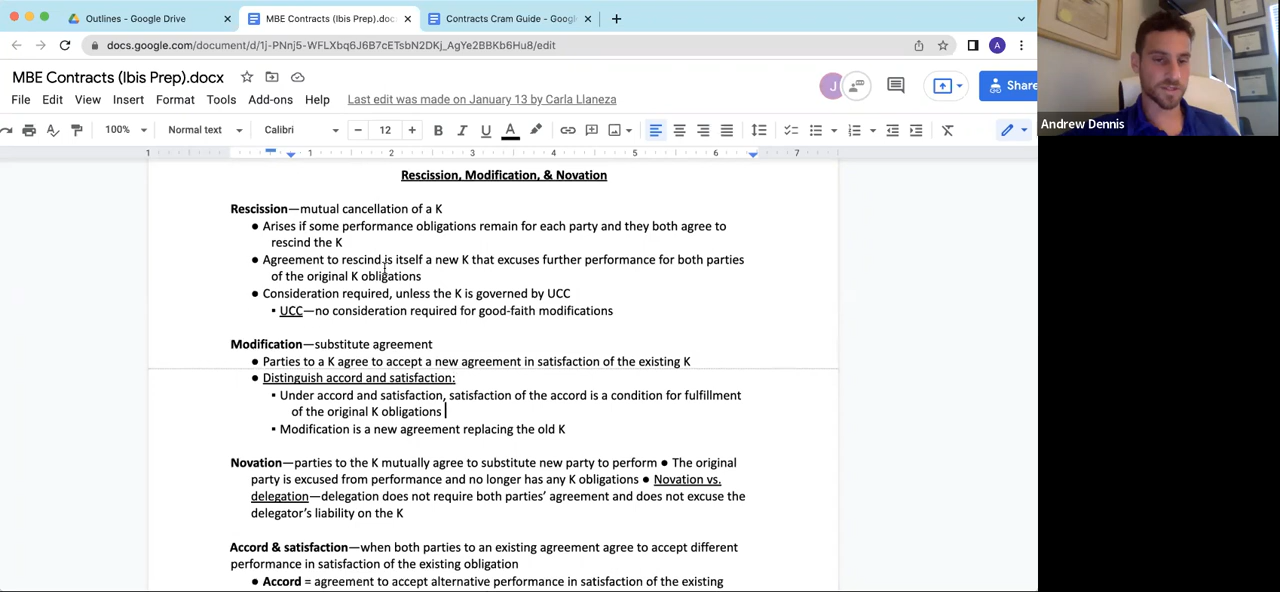 Outlines - Google Drive
MBE Contracts (Ibis Prep).doc
Contracts Cram Guide - Goog
docs.google.com/document/d/1j-PNnj5-WFLXbq6J6B7cETsbN2DKj_AgYe2BBKb6Hu8/edit
A
MBE Contracts (Ibis Prep).docx
J
Share
Andrew Dennis
File Edit View Insert Format Tools Add-ons Help Last edit was made on January 13 by Carla Llaneza
100% Normal text Calibri 12 B I U A
1 1 2 3 4 5 6 7
Rescission, Modification, & Novation
Rescission—mutual cancellation of a K
● Arises if some performance obligations remain for each party and they both agree to
rescind the K
● Agreement to rescind is itself a new K that excuses further performance for both parties
of the original K obligations
● Consideration required, unless the K is governed by UCC
▪ UCC—no consideration required for good-faith modifications
Modification—substitute agreement
● Parties to a K agree to accept a new agreement in satisfaction of the existing K
● Distinguish accord and satisfaction:
▪ Under accord and satisfaction, satisfaction of the accord is a condition for fulfillment
of the original K obligations
▪ Modification is a new agreement replacing the old K
Novation—parties to the K mutually agree to substitute new party to perform ● The original
party is excused from performance and no longer has any K obligations ● Novation vs.
delegation—delegation does not require both parties’ agreement and does not excuse the
delegator’s liability on the K
Accord & satisfaction—when both parties to an existing agreement agree to accept different
performance in satisfaction of the existing obligation
● Accord = agreement to accept alternative performance in satisfaction of the existing